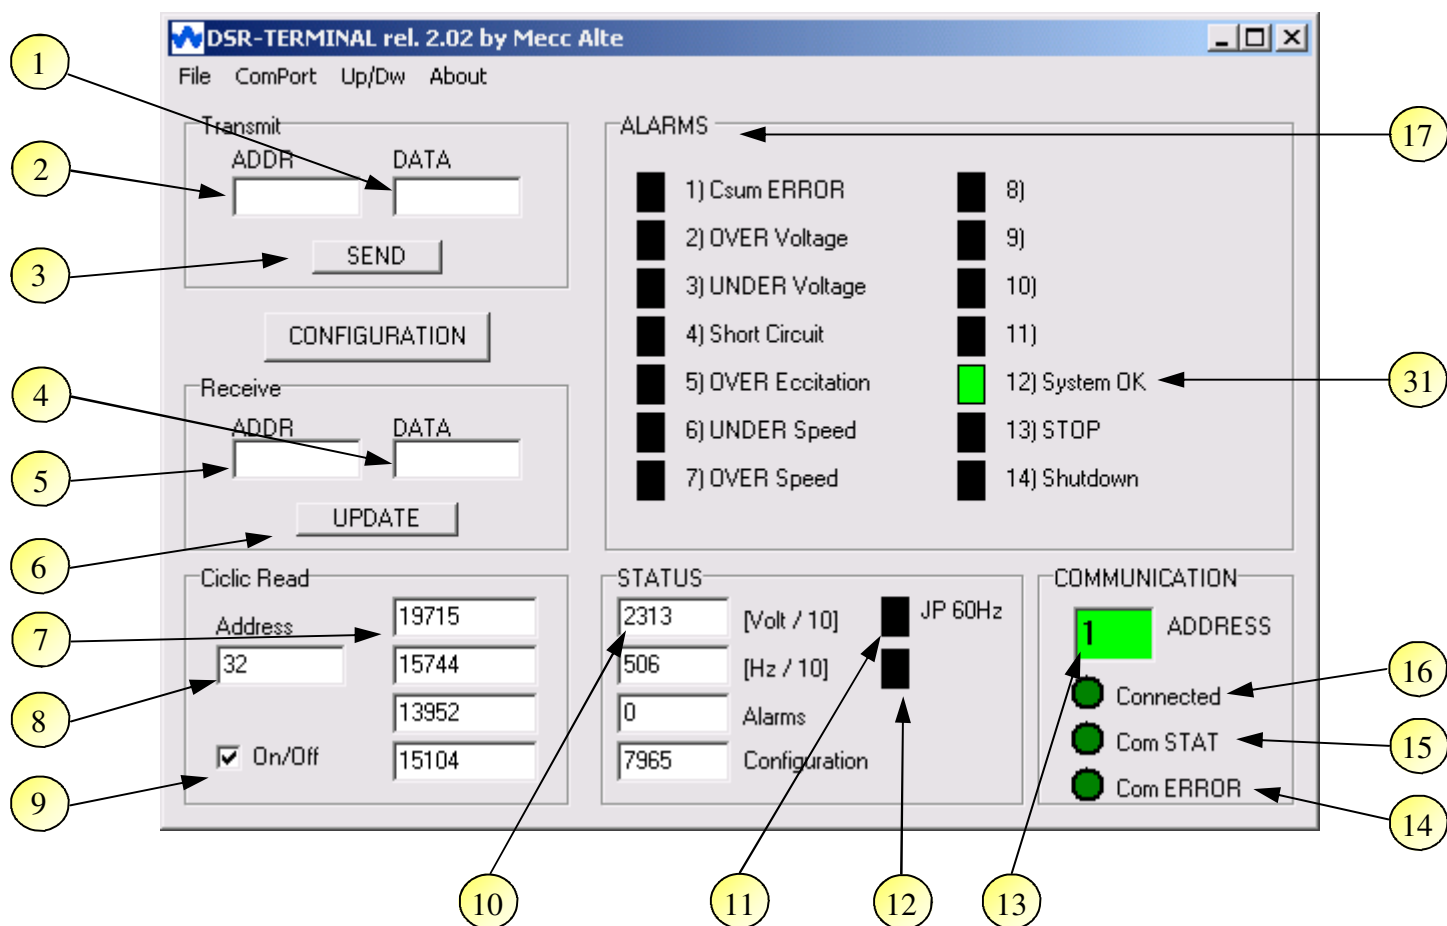 DSR-TERMINAL rel. 2.02 by Mecc Alte
File ComPort Up/Dw About
Transmit
ADDR DATA
SEND
CONFIGURATION
Receive
ADDR DATA
UPDATE
Ciclic Read
Address
32
On/Off
19715
15744
13952
15104
ALARMS
1) Csum ERROR
2) OVER Voltage
3) UNDER Voltage
4) Short Circuit
5) OVER Eccitation
6) UNDER Speed
7) OVER Speed
8)
9)
10)
11)
12) System OK
13) STOP
14) Shutdown
STATUS
2313 [Volt / 10]
506 [Hz / 10]
0 Alarms
7965 Configuration
JP 60Hz
COMMUNICATION
1 ADDRESS
Connected
Com STAT
Com ERROR
1
2
3
4
5
6
7
8
9
10
11
12
13
14
15
16
17
31